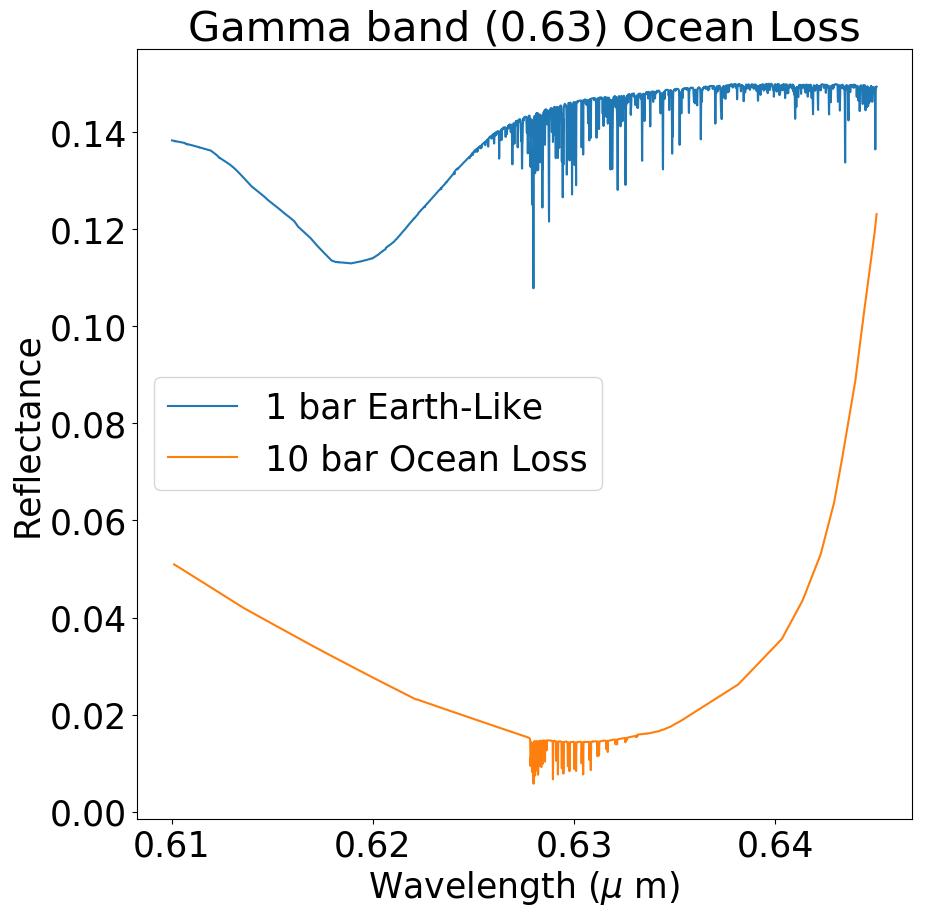 Gamma band (0.63) Ocean Loss
0.14
0.12
0.10
0.08
0.06
0.04
0.02
0.00
Reflectance
1 bar Earth-Like
10 bar Ocean Loss
0.61 0.62 0.63 0.64
Wavelength (μ m)